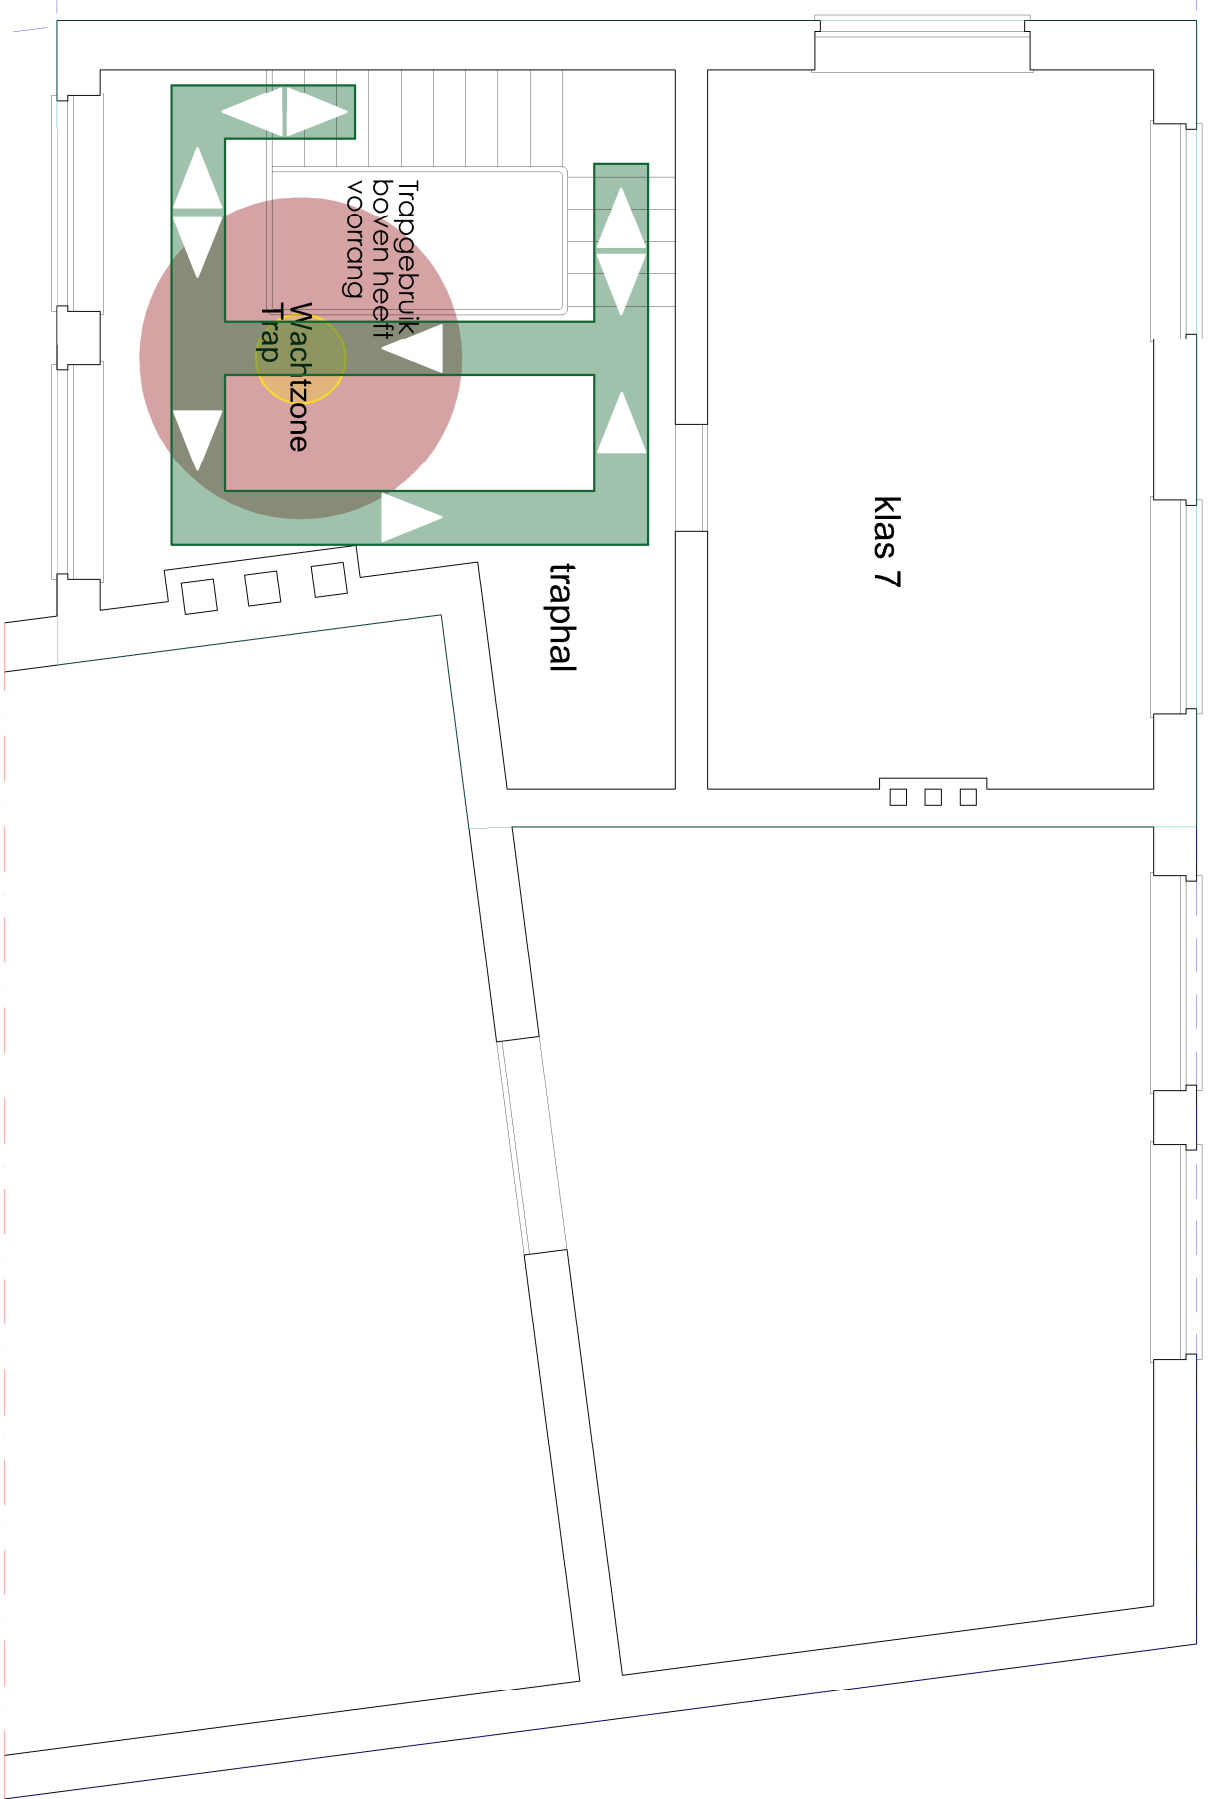 Trapgebruik
boven heeft
voorrang
Wachtzone
Trap
klas 7
traphal